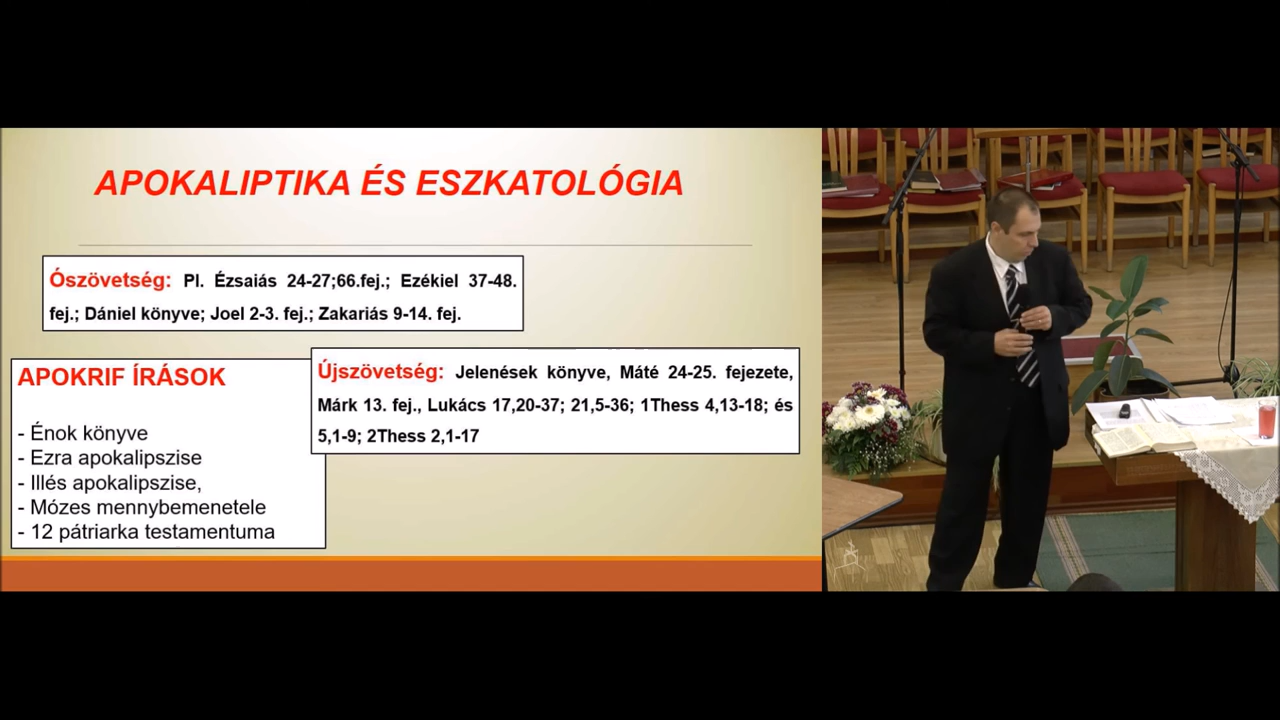 APOKALIPTIKA ÉS ESZKATOLÓGIA
Ószövetség: Pl. Ézsaiás 24-27;66.fej.; Ezékiel 37-48.
fej.; Dániel könyve; Joel 2-3. fej.; Zakariás 9-14. fej.
APOKRIF ÍRÁSOK
- Énok könyve
- Ezra apokalipszise
- Illés apokalipszise,
- Mózes mennybemenetele
- 12 pátriarka testamentuma
Újszövetség: Jelenések könyve, Máté 24-25. fejezete,
Márk 13. fej., Lukács 17,20-37; 21,5-36; 1Thess 4,13-18; és
5,1-9; 2Thess 2,1-17